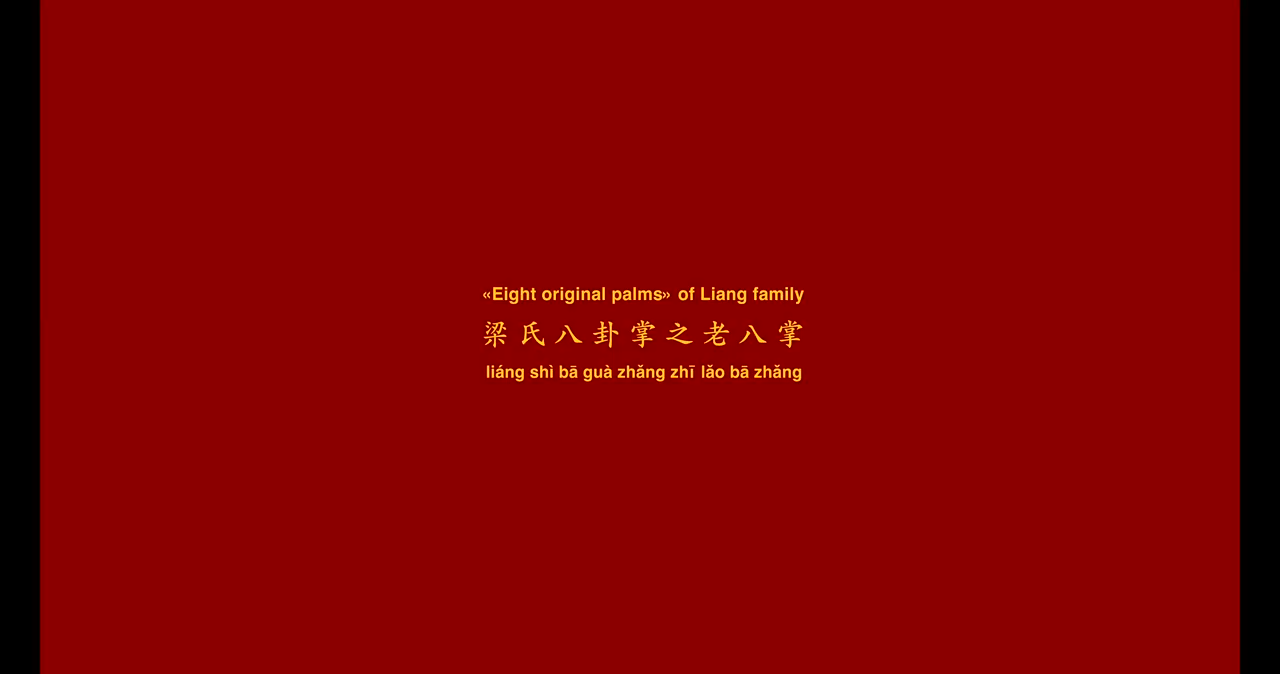 «Eight original palms» of Liang family
梁氏八卦掌之老八掌
liáng shì bā guà zhǎng zhī lǎo bā zhǎng